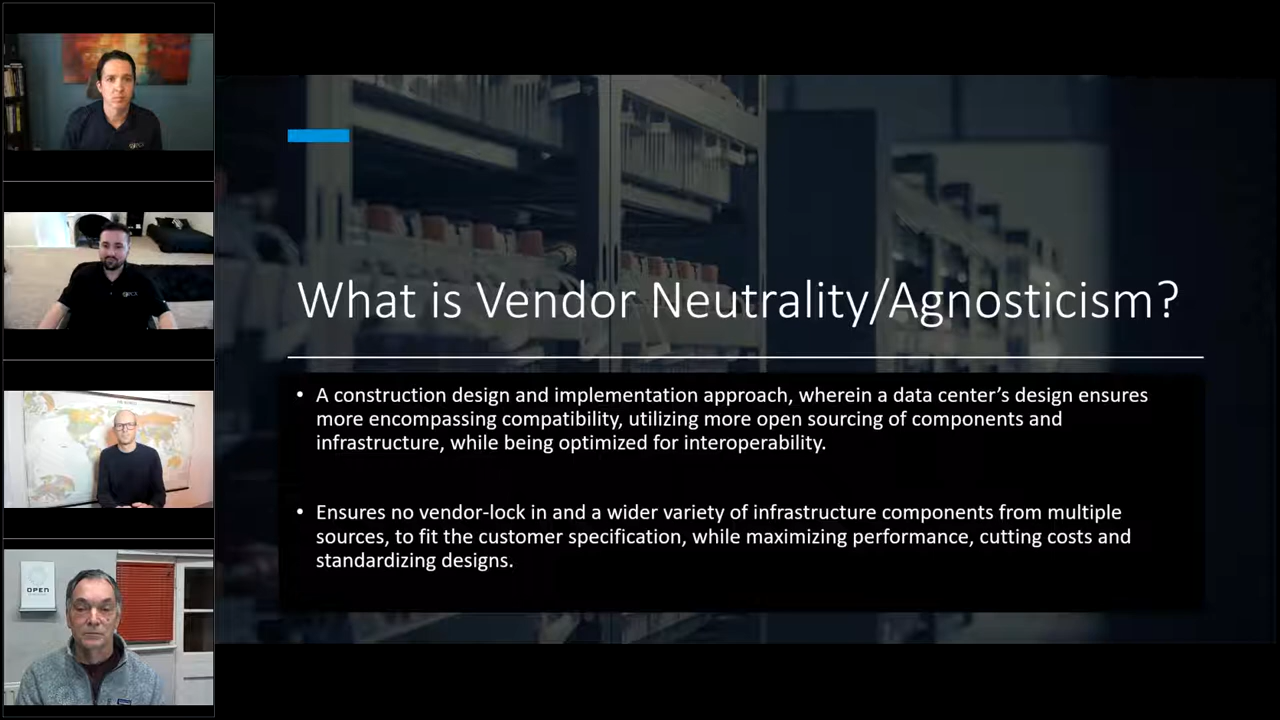 What is Vendor Neutrality/Agnosticism?
• A construction design and implementation approach, wherein a data center’s design ensures
more encompassing compatibility, utilizing more open sourcing of components and
infrastructure, while being optimized for interoperability.
• Ensures no vendor-lock in and a wider variety of infrastructure components from multiple
sources, to fit the customer specification, while maximizing performance, cutting costs and
standardizing designs.
OPEN